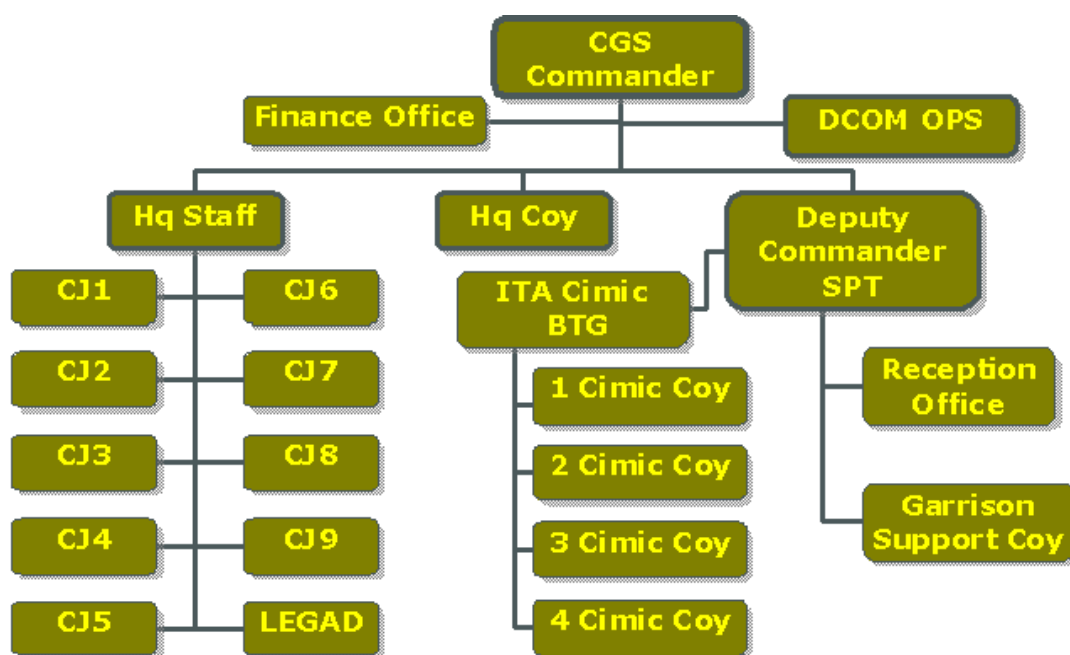 CGS
Commander
Finance Office
DCOM OPS
Hq Staff
Hq Coy
Deputy
Commander
SPT
CJ1
CJ6
CJ2
CJ7
CJ3
CJ8
CJ4
CJ9
CJ5
LEGAD
ITA Cimic
BTG
1 Cimic Coy
2 Cimic Coy
3 Cimic Coy
4 Cimic Coy
Reception
Office
Garrison
Support Coy